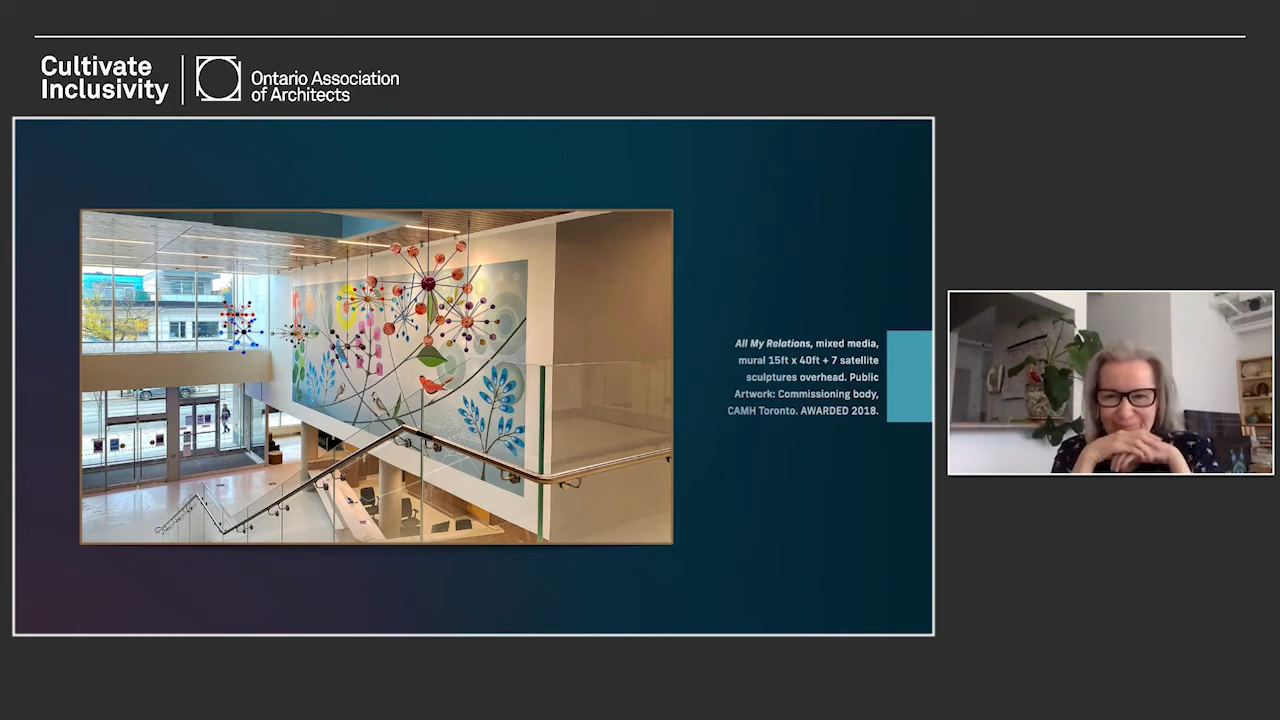 Cultivate
Inclusivity
Ontario Association
of Architects
All My Relations, mixed media,
mural 15ft x 40ft + 7 satellite
sculptures overhead. Public
Artwork: Commissioning body,
CAMH Toronto. AWARDED 2018.